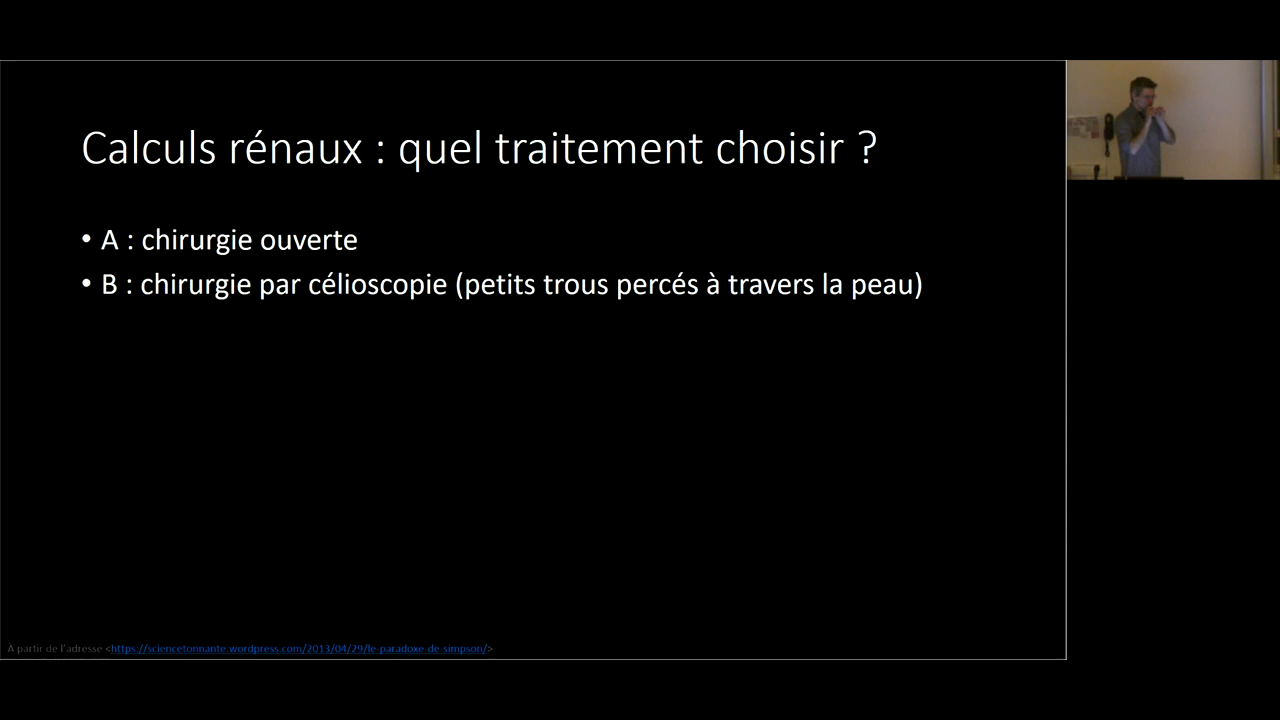 Calculs rénaux : quel traitement choisir ?
• A : chirurgie ouverte
• B : chirurgie par célioscopie (petits trous percés à travers la peau)
À partir de l'adresse <https://sciencetonnante.wordpress.com/2013/04/29/le-paradoxe-de-simpson/>